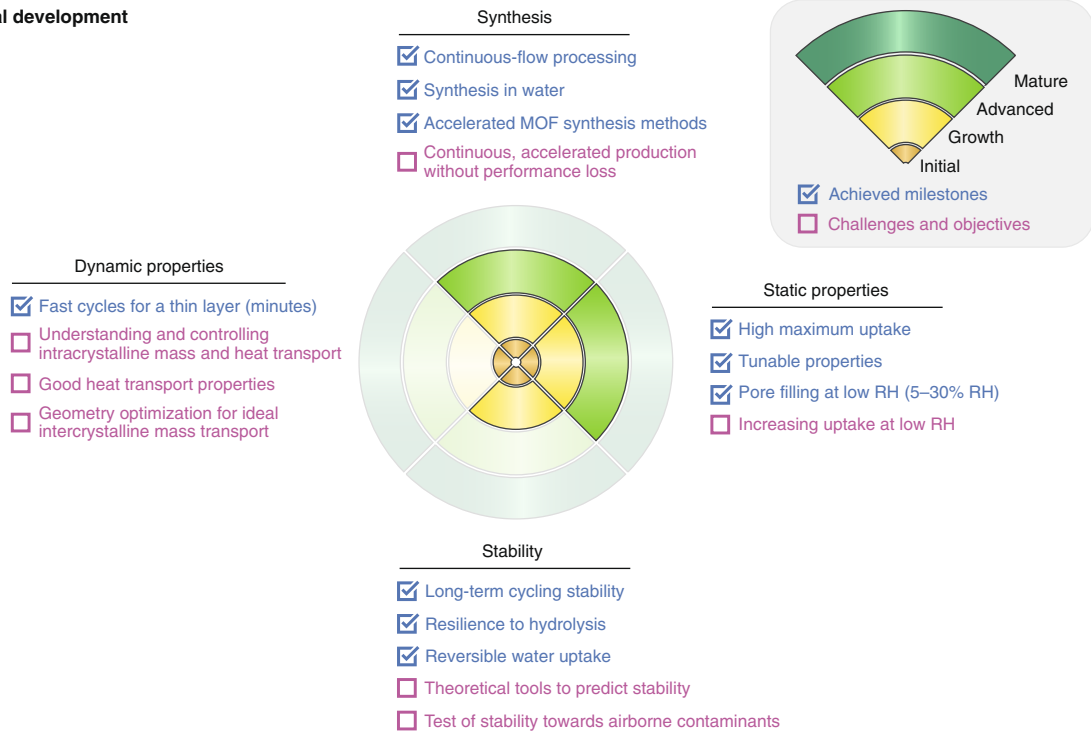 development
Synthesis
Continuous-flow processing
Synthesis in water
Accelerated MOF synthesis methods
Continuous, accelerated production
without performance loss
Mature
Advanced
Growth
Initial
Achieved milestones
Challenges and objectives
Dynamic properties
Fast cycles for a thin layer (minutes)
Understanding and controlling
intracrystalline mass and heat transport
Good heat transport properties
Geometry optimization for ideal
intercrystalline mass transport
Static properties
High maximum uptake
Tunable properties
Pore filling at low RH (5–30% RH)
Increasing uptake at low RH
Stability
Long-term cycling stability
Resilience to hydrolysis
Reversible water uptake
Theoretical tools to predict stability
Test of stability towards airborne contaminants